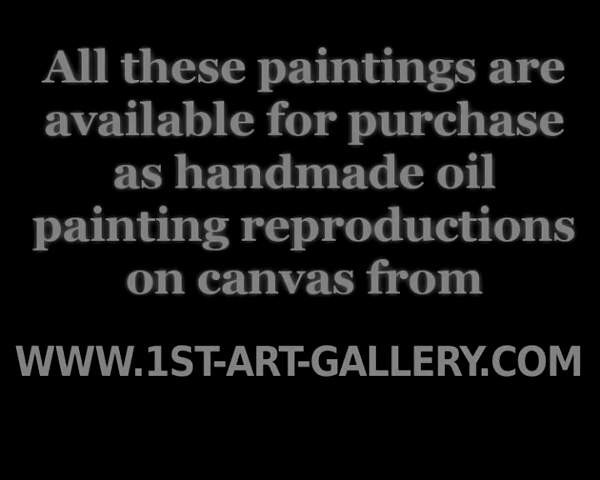 All these paintings are
available for purchase
as handmade oil
painting reproductions
on canvas from
WWW.1ST-ART-GALLERY.COM